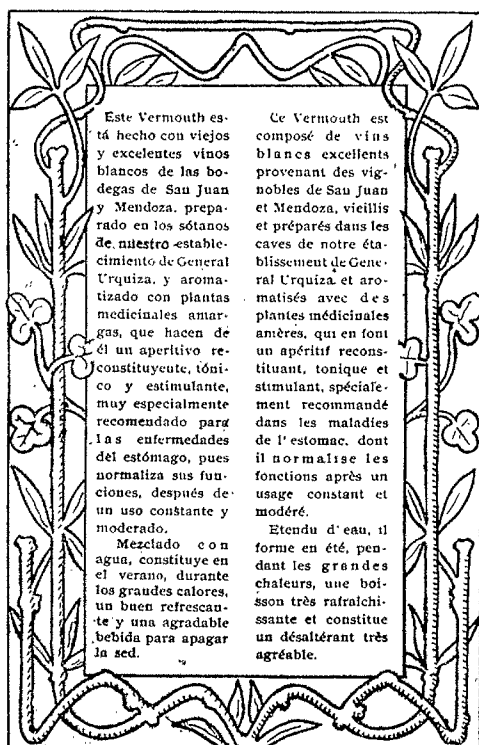 Este Vermouth es-
tá hecho con viejos
y excelentes vinos
blancos de las bo-
degas de San Juan
y Mendoza, prepa-
rado en los sótanos
de nuestro estable-
cimiento de General
Urquiza, y aroma-
tizado con plantas
medicinales amar-
gas, que hacen de
él un aperitivo re-
constituyente, tóni-
co y estimulante,
muy especialmente
recomendado para
las enfermedades
del estómago, pues
normaliza sus fun-
ciones, después de
un uso constante y
moderado.
Mezclado con
agua, constituye en
el verano, durante
los grandes calores,
un buen refrescan-
te y una agradable
bebida para apagar
la sed.
Ce Vermouth est
composé de vins
blancs excellents
provenant des vig-
nobles de San Juan
et Mendoza, vieillis
et préparés dans les
caves de notre éta-
blissement de Gene-
ral Urquiza et aro-
matisés avec des
plantes médicinales
amères, qui en font
un apéritif recons-
tituant, tonique et
stimulant, spéciale-
ment recommandé
dans les maladies
de l'estomac, dont
il normalise les
fonctions après un
usage constant et
modéré.
Etendu d'eau, il
forme en été, pen-
dant les grandes
chaleurs, une boi-
sson très rafraichi-
ssante et constitue
un désaltérant très
agréable.